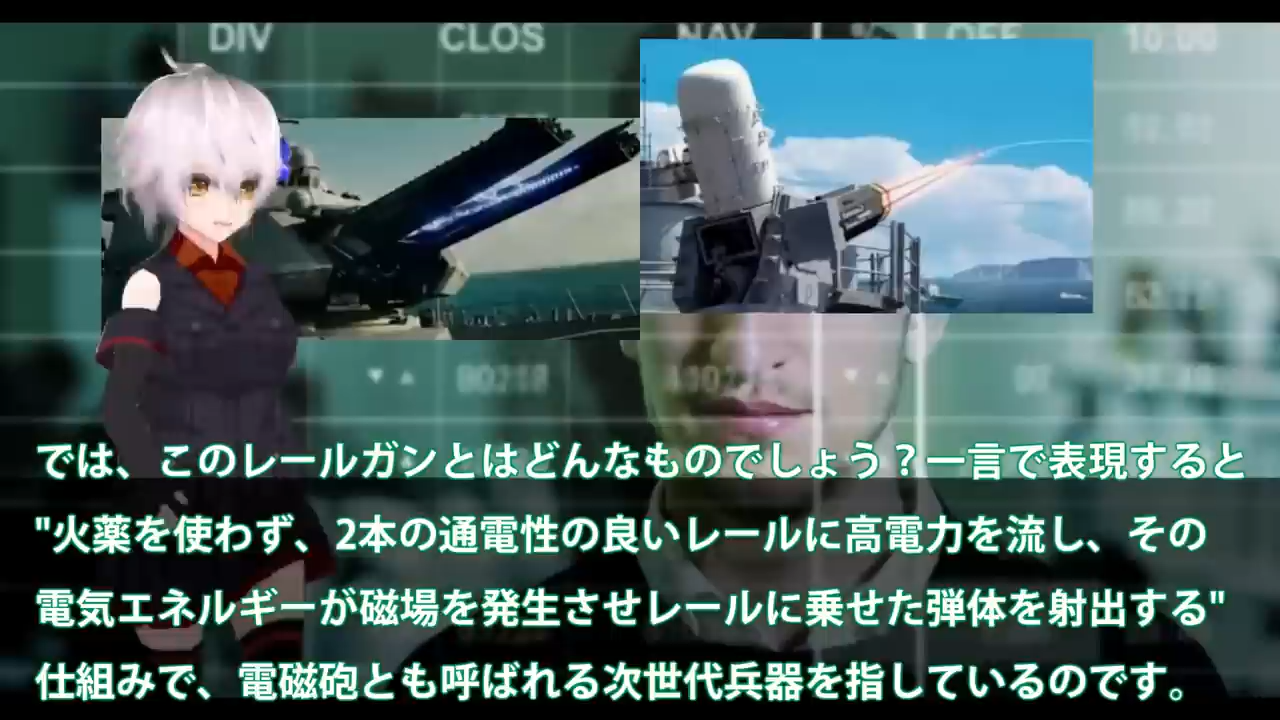 DIV CLOS NAV OFF 10:00
では、このレールガンとはどんなものでしょう？一言で表現すると
"火薬を使わず、2本の通電性の良いレールに高電力を流し、その
電気エネルギーが磁場を発生させレールに乗せた弾体を射出する"
仕組みで、電磁砲とも呼ばれる次世代兵器を指しているのです。